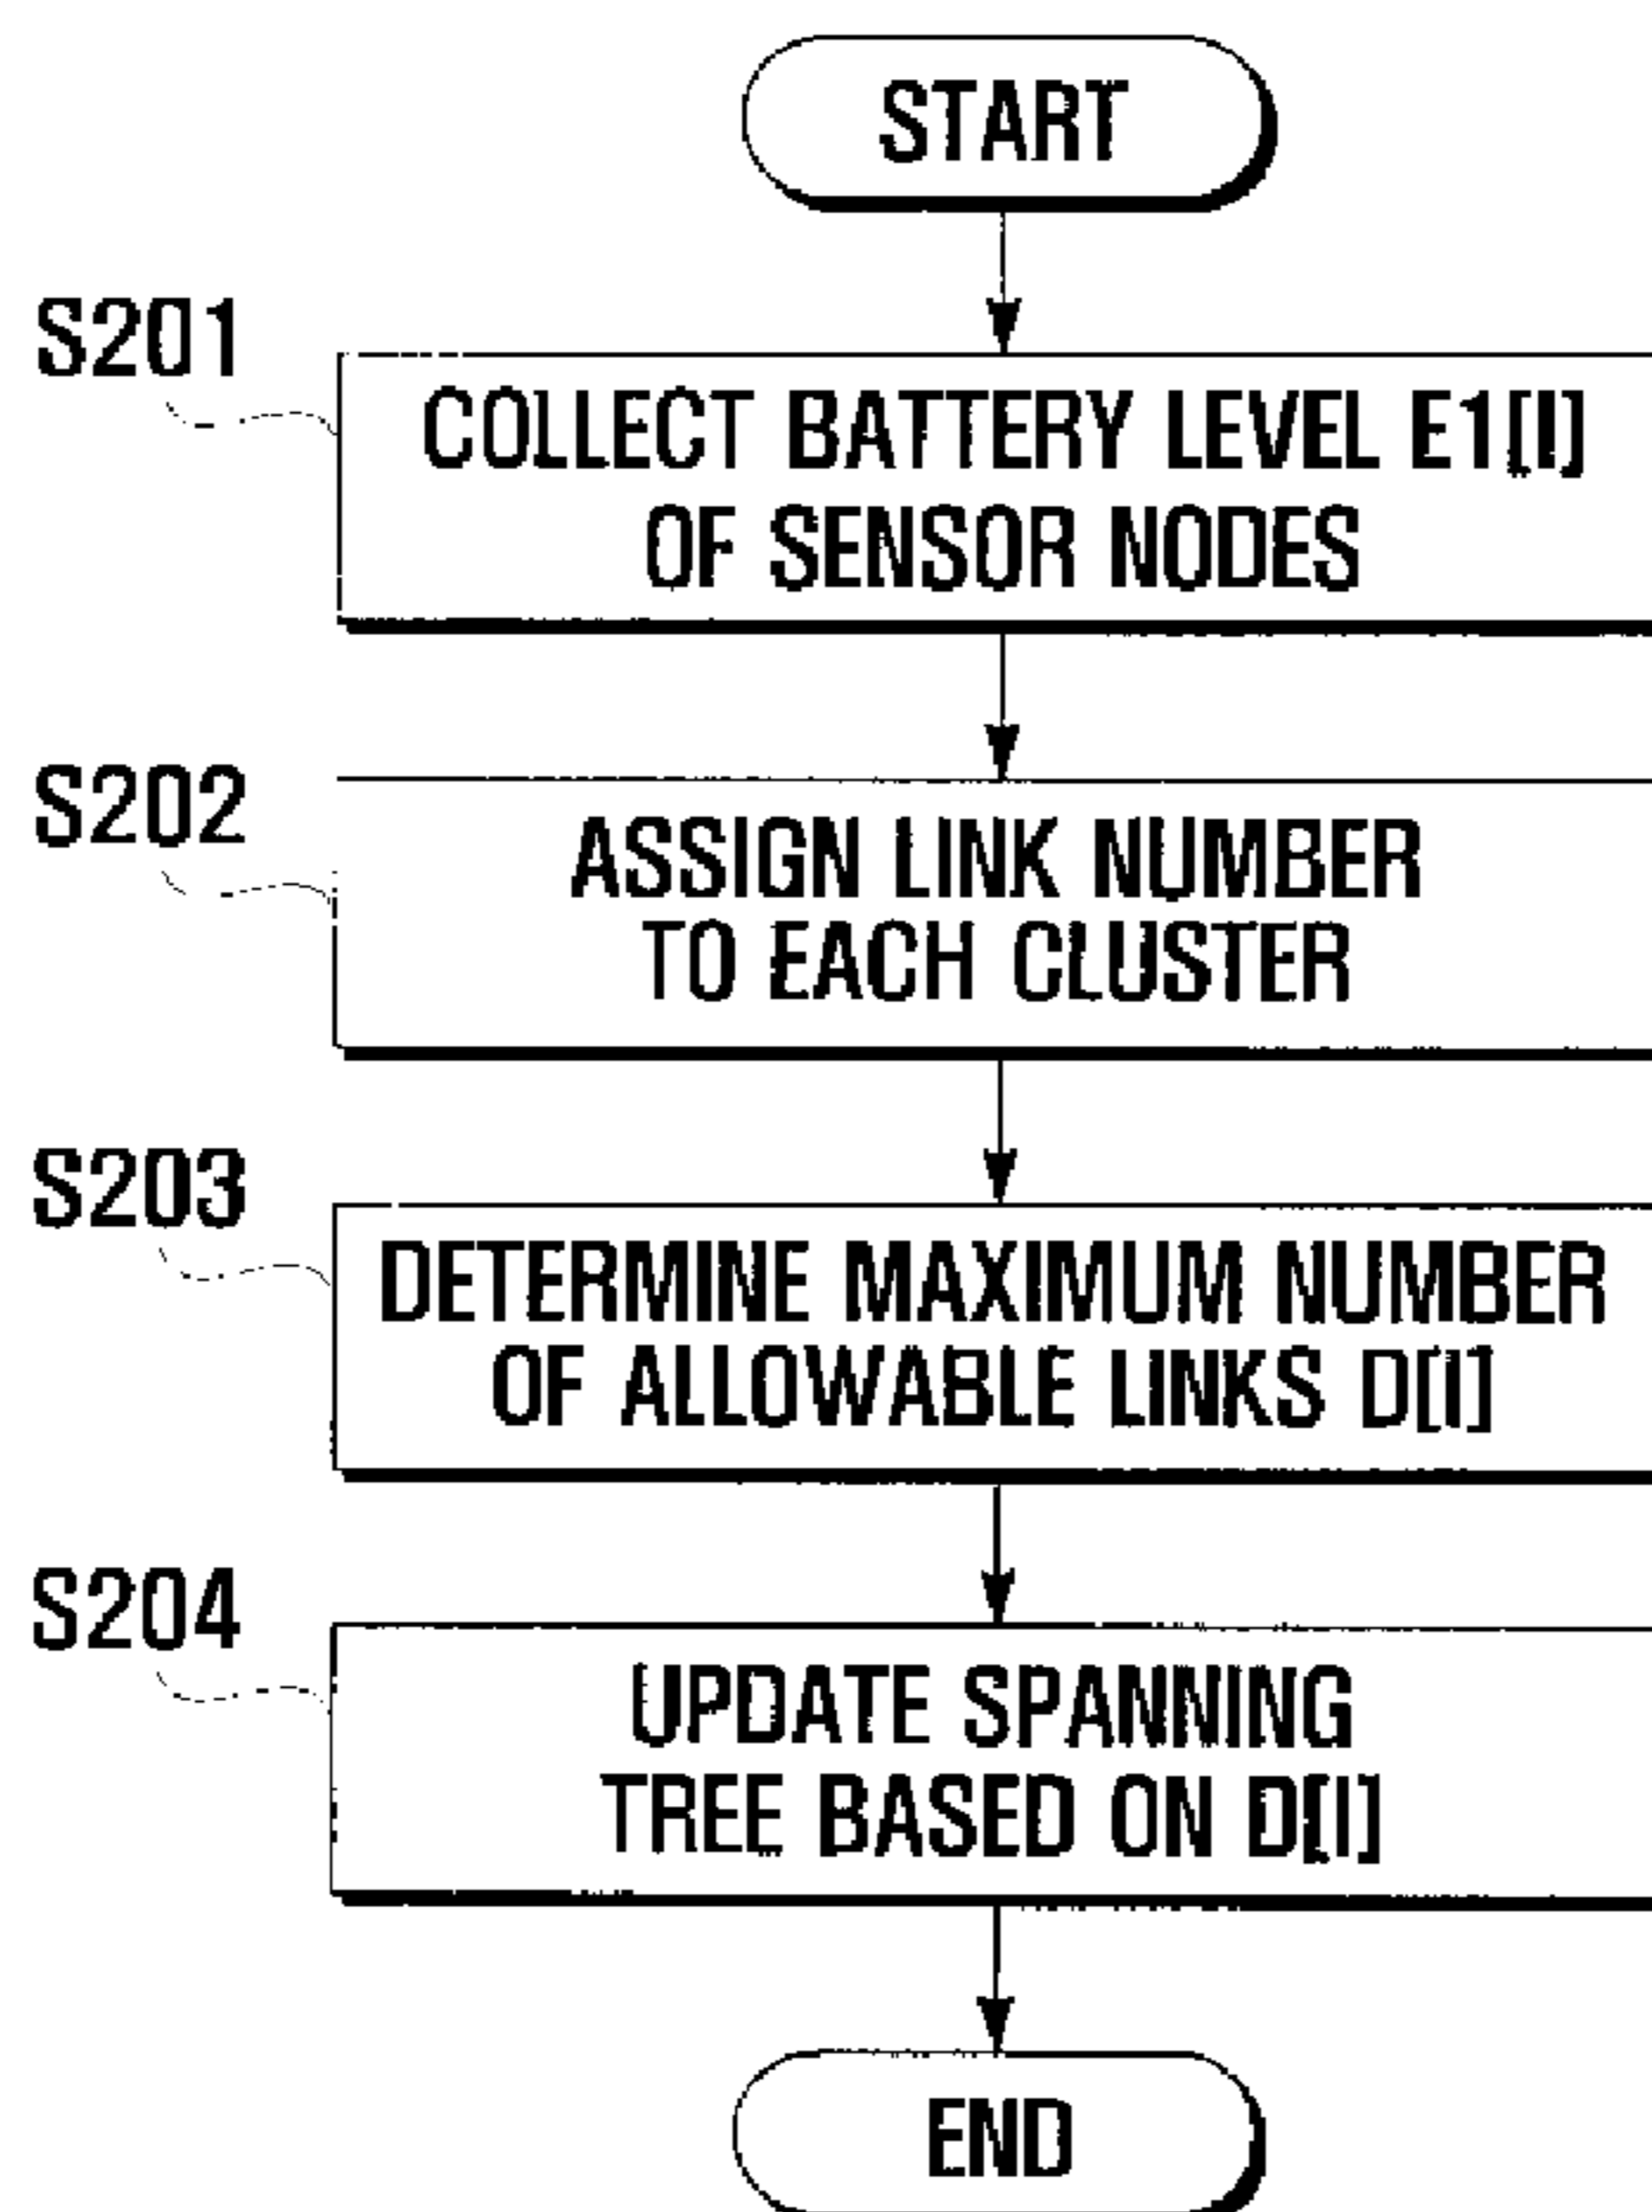 START
S201
COLLECT BATTERY LEVEL E1[I]
OF SENSOR NODES
S202
ASSIGN LINK NUMBER
TO EACH CLUSTER
S203
DETERMINE MAXIMUM NUMBER
OF ALLOWABLE LINKS D[I]
S204
UPDATE SPANNING
TREE BASED ON D[I]
END